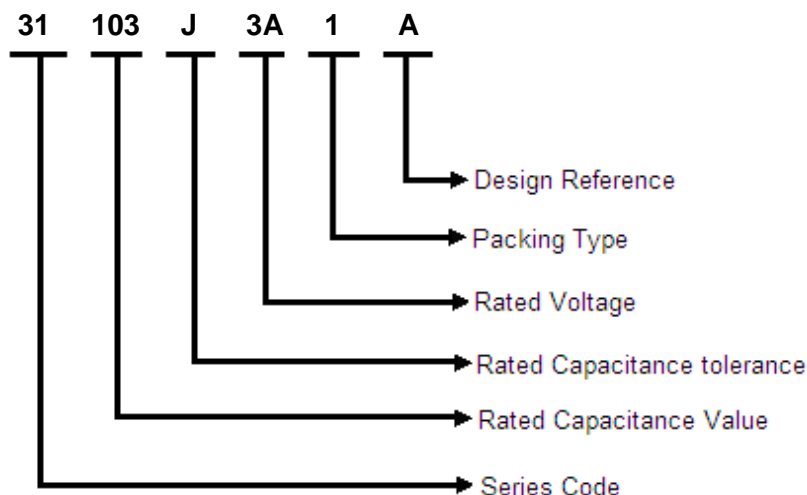 31 103 J 3A 1 A
Design Reference
Packing Type
Rated Voltage
Rated Capacitance tolerance
Rated Capacitance Value
Series Code